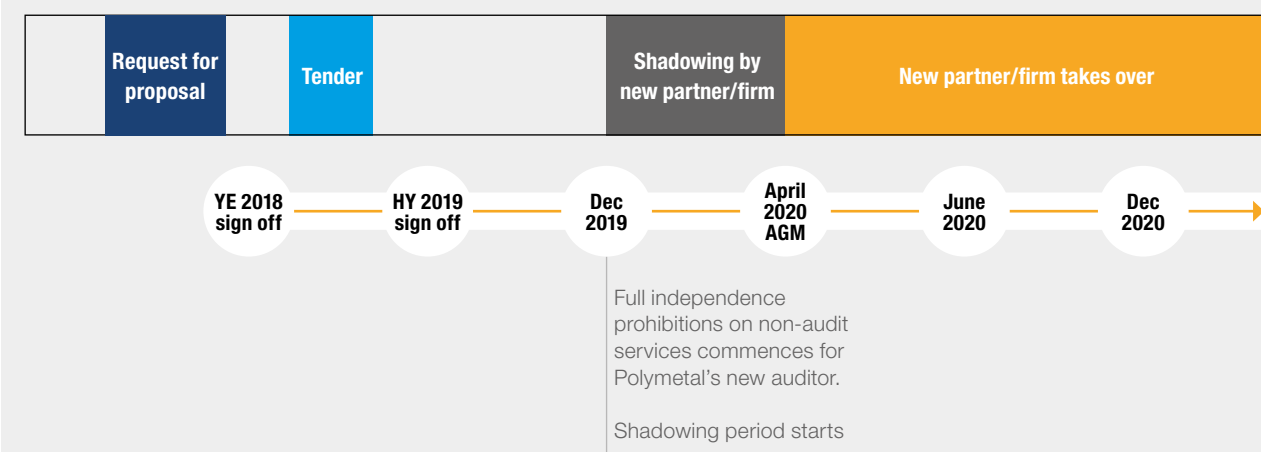 Request for
proposal
Tender
Shadowing by
new partner/firm
New partner/firm takes over
YE 2018
sign off
HY 2019
sign off
Dec
2019
April
2020
AGM
June
2020
Dec
2020
Full independence
prohibitions on non-audit
services commences for
Polymetal's new auditor.
Shadowing period starts